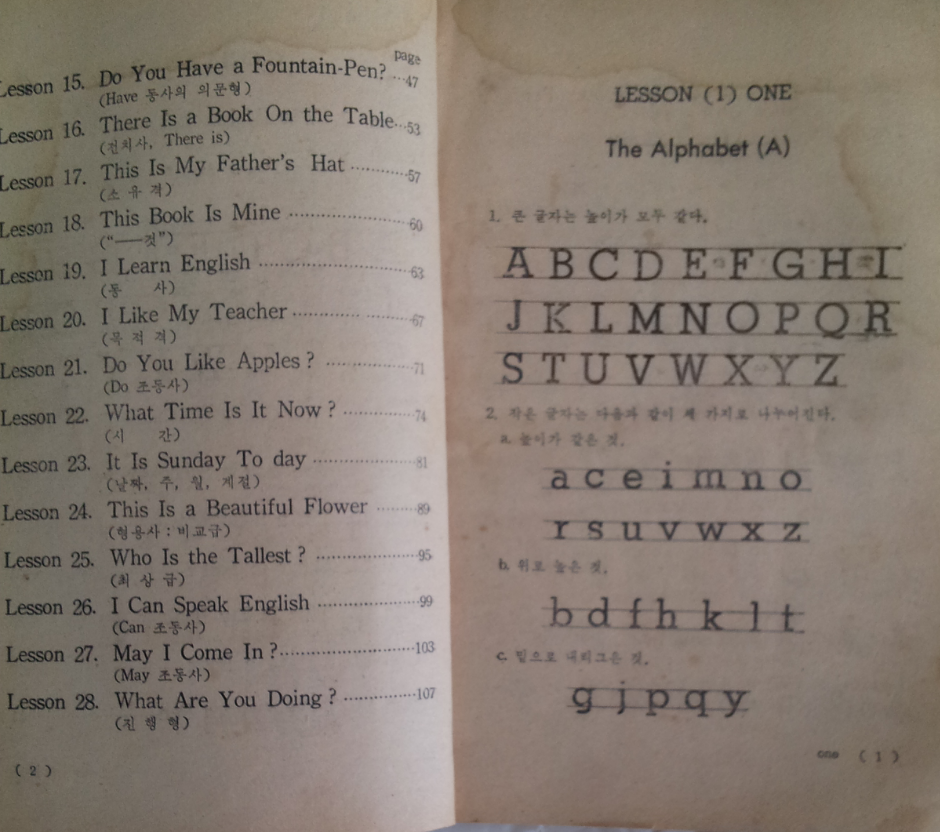 page
Lesson 15. Do You Have a Fountain-Pen? ...47
(Have 동사의 의문형)
Lesson 16. There Is a Book On the Table...53
(전치사, There is)
Lesson 17. This Is My Father's Hat ............57
(소 유 격)
Lesson 18. This Book Is Mine .....................60
("——것")
Lesson 19. I Learn English ...........................63
(동 사)
Lesson 20. I Like My Teacher .....................67
(목 적 격)
Lesson 21. Do You Like Apples? ..................71
(Do 조동사)
Lesson 22. What Time Is It Now? ...............74
(시 간)
Lesson 23. It Is Sunday To day ..................81
(날짜, 주, 월, 계절)
Lesson 24. This Is a Beautiful Flower .........89
(형용사 : 비교급)
Lesson 25. Who Is the Tallest? ..................95
(최 상 급)
Lesson 26. I Can Speak English ..................99
(Can 조동사)
Lesson 27. May I Come In?........................103
(May 조동사)
Lesson 28. What Are You Doing? ...............107
(진 행 형)
( 2 )
LESSON (1) ONE
The Alphabet (A)
1. 큰 글자는 높이가 모두 같다.
A B C D E F G H I
J K L M N O P Q R
S T U V W X Y Z
2. 작은 글자는 다음과 같이 세 가지로 나누어진다.
a. 높이가 같은 것.
a c e i m n o
r s u v w x z
b. 위로 높은 것.
b d f h k l t
c. 밑으로 내리그은 것.
g j p q y
one ( 1 )